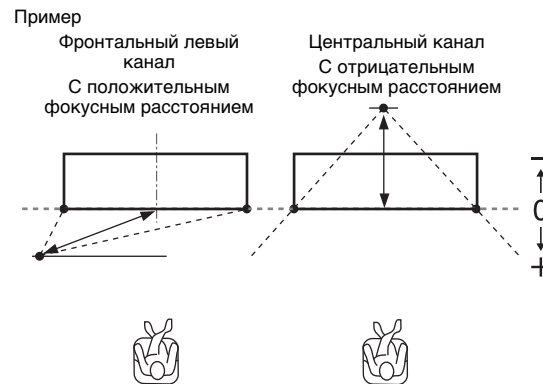 Пример
Фронтальный левый
канал
С положительным
фокусным расстоянием
Центральный канал
С отрицательным
фокусным расстоянием
–
0
+